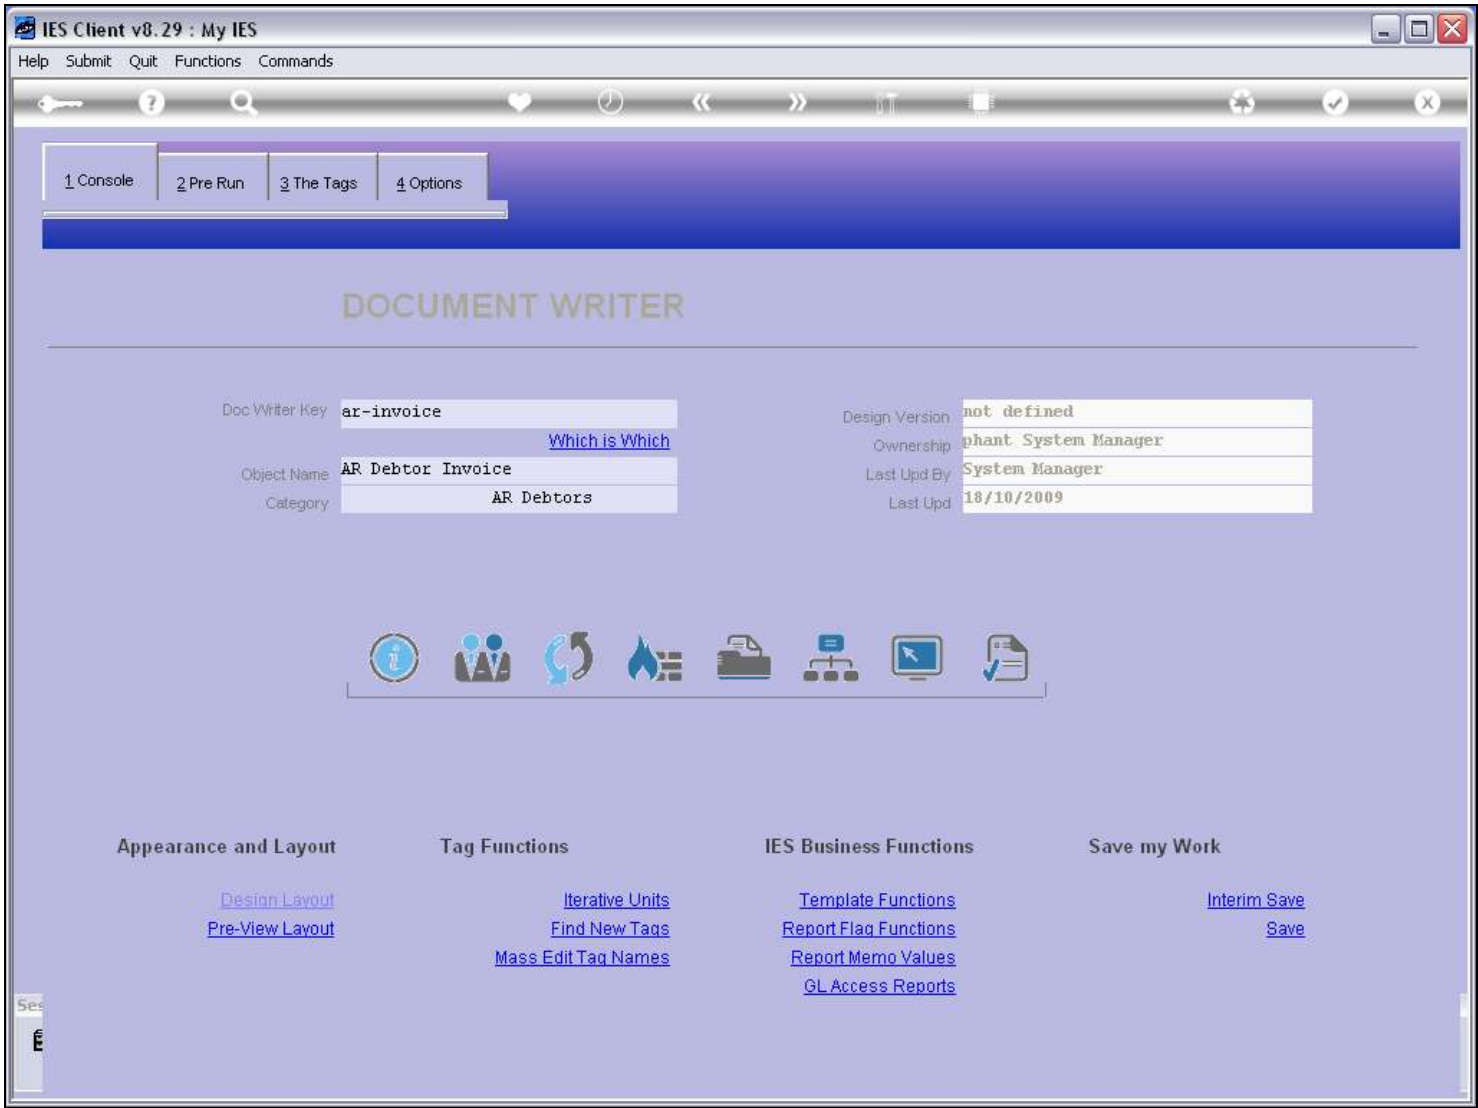 IES Client v8.29 : My IES
Help Submit Quit Functions Commands
1 Console 2 Pre Run 3 The Tags 4 Options
DOCUMENT WRITER
Doc Writer Key ar-invoice
Design Version not defined
Which is Which
Ownership phant System Manager
Object Name AR Debtor Invoice
Last Upd By System Manager
Category AR Debtors
Last Upd 18/10/2009
Appearance and Layout Tag Functions IES Business Functions Save my Work
Design Layout Iterative Units Template Functions Interim Save
Pre-View Layout Find New Tags Report Flag Functions Save
Mass Edit Tag Names Report Memo Values
GL Access Reports
Ses